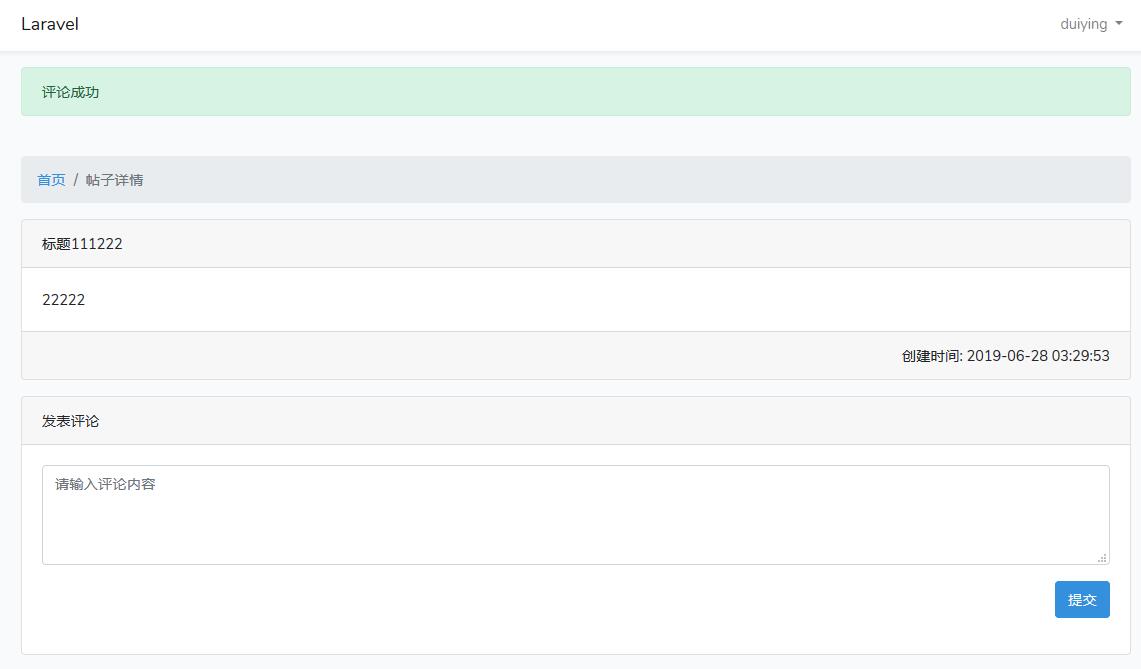 Laravel duiying
评论成功
首页 / 帖子详情
标题111222
22222
创建时间: 2019-06-28 03:29:53
发表评论
请输入评论内容
提交